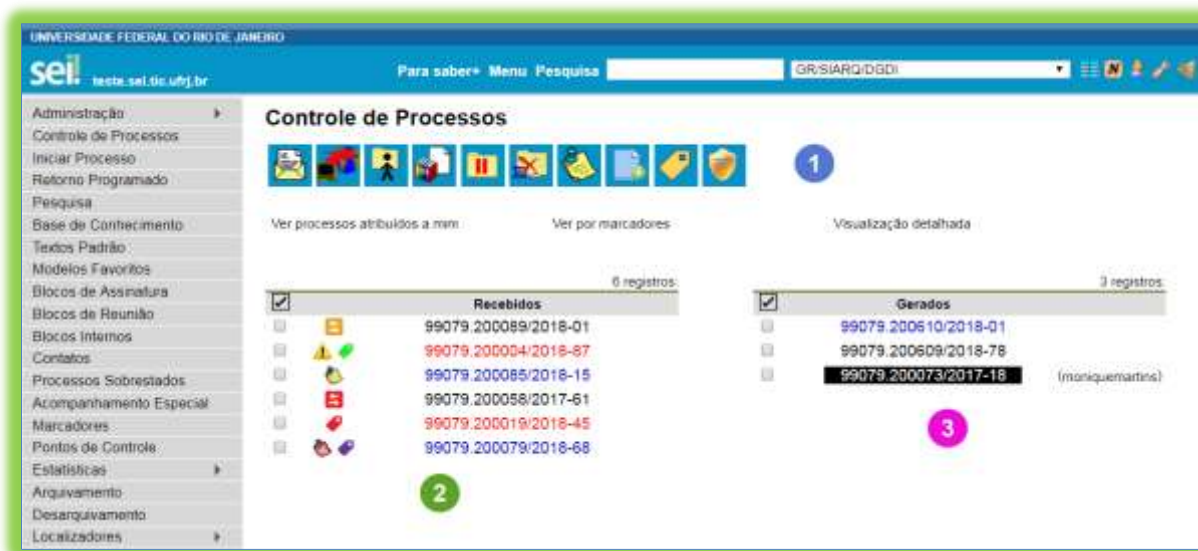 UNIVERSIDADE FEDERAL DO RIO DE JANEIRO
sei! teste.sei.tic.ufrj.br
Para saber+ Menu Pesquisa GR/SIARQ/DGDI
Administração
Controle de Processos
Iniciar Processo
Retorno Programado
Pesquisa
Base de Conhecimento
Textos Padrão
Modelos Favoritos
Blocos de Assinatura
Blocos de Reunião
Blocos Internos
Contatos
Processos Sobrestados
Acompanhamento Especial
Marcadores
Pontos de Controle
Estatísticas
Arquivamento
Desarquivamento
Localizadores
Controle de Processos
1
Ver processos atribuídos a mim Ver por marcadores Visualização detalhada
6 registros:
Recebidos
99079.200089/2018-01
99079.200004/2018-87
99079.200085/2018-15
99079.200058/2017-61
99079.200019/2018-45
99079.200079/2018-68
2
3 registros:
Gerados
99079.200610/2018-01
99079.200609/2018-78
99079.200073/2017-18 (moniquemartins)
3